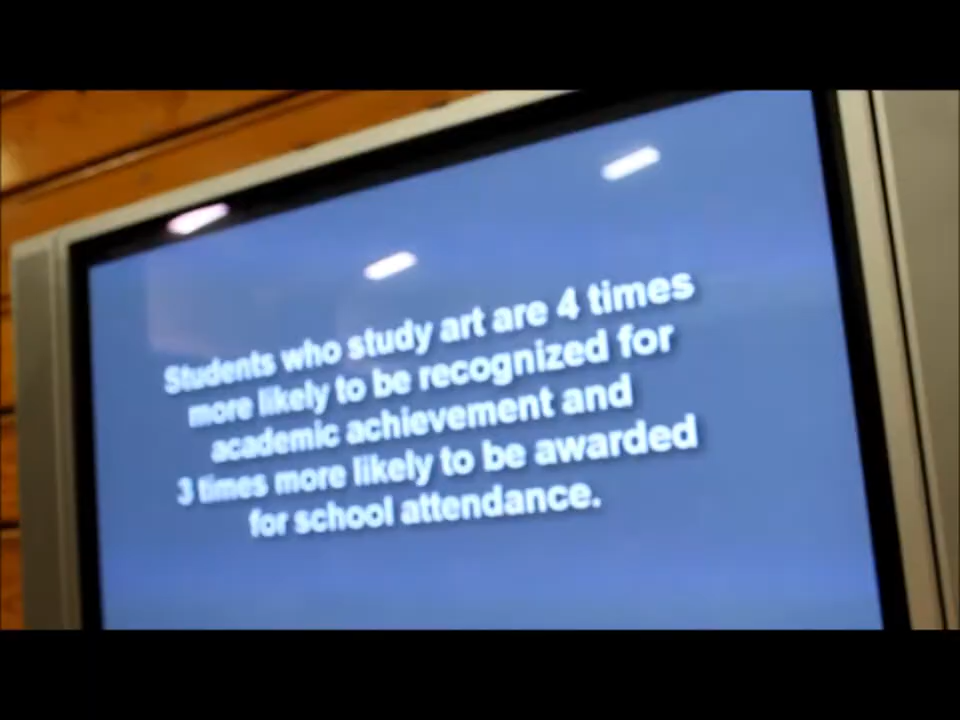 Students who study art are 4 times
more likely to be recognized for
academic achievement and
3 times more likely to be awarded
for school attendance.